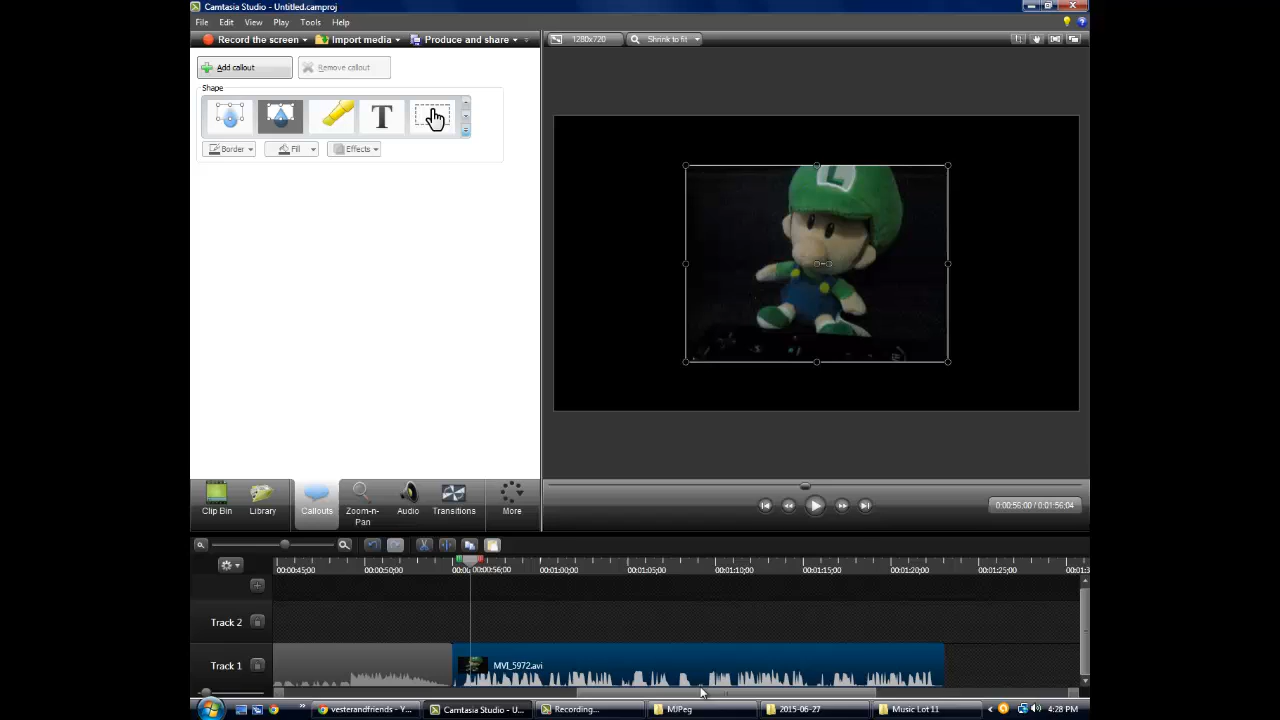 Camtasia Studio - Untitled.camproj
File Edit View Play Tools Help
Record the screen Import media Produce and share » 1280x720 Shrink to fit
Add callout Remove callout
Shape
T
Border Fill Effects
L
Clip Bin Library Callouts Zoom-n-Pan Audio Transitions More
0:00:56;00 / 0:01:56;04
00:00:45;00 00:00:50;00 00:00:56;00 00:01:00;00 00:01:05;00 00:01:10;00 00:01:15;00 00:01:20;00 00:01:25;00
Track 2
Track 1 MVI_5972.avi
vesterandfriends - Y... Camtasia Studio - U... Recording... MJPeg 2015-06-27 Music Lot 11 4:28 PM